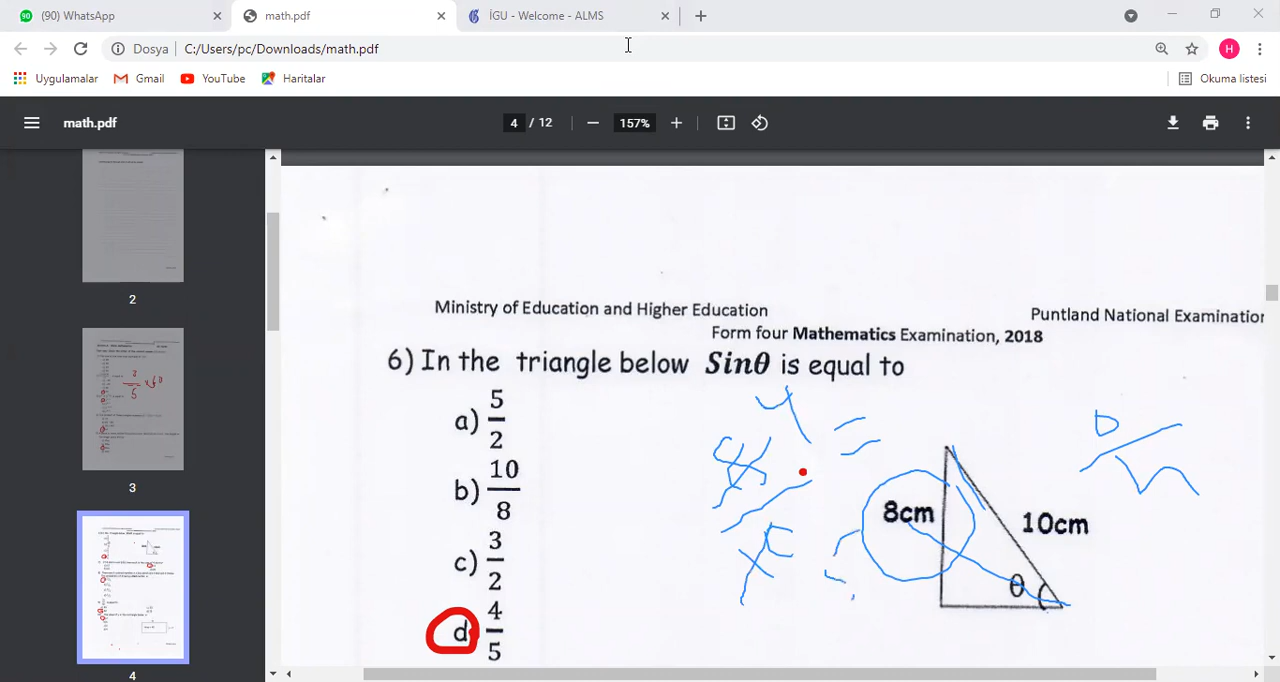 (90) WhatsApp
math.pdf
İGU - Welcome - ALMS
Dosya
C:/Users/pc/Downloads/math.pdf
H
Uygulamalar
Gmail
YouTube
Haritalar
Okuma listesi
math.pdf
4 / 12
157%
2
3
4
Ministry of Education and Higher Education
Puntland National Examination
Form four Mathematics Examination, 2018
6) In the triangle below Sinθ is equal to
a) 5/2
b) 10/8
c) 3/2
d 4/5
8cm
10cm
θ